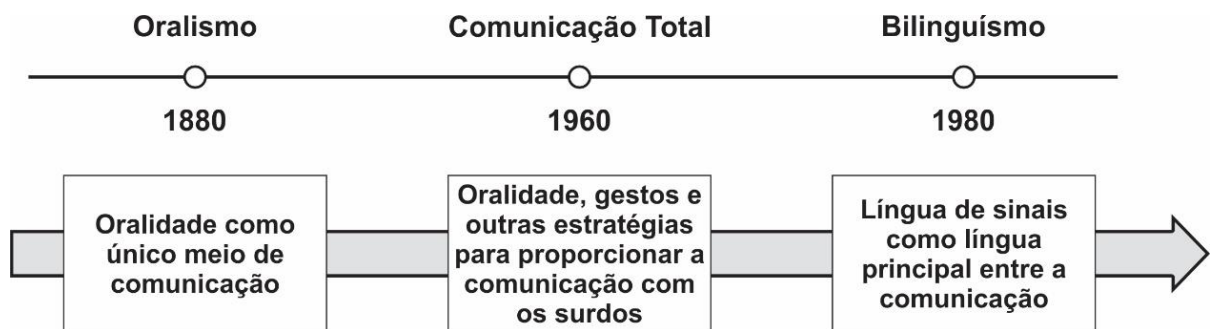 Oralismo
Comunicação Total
Bilinguísmo
1880
1960
1980
Oralidade como
único meio de
comunicação
Oralidade, gestos e
outras estratégias
para proporcionar a
comunicação com
os surdos
Língua de sinais
como língua
principal entre a
comunicação